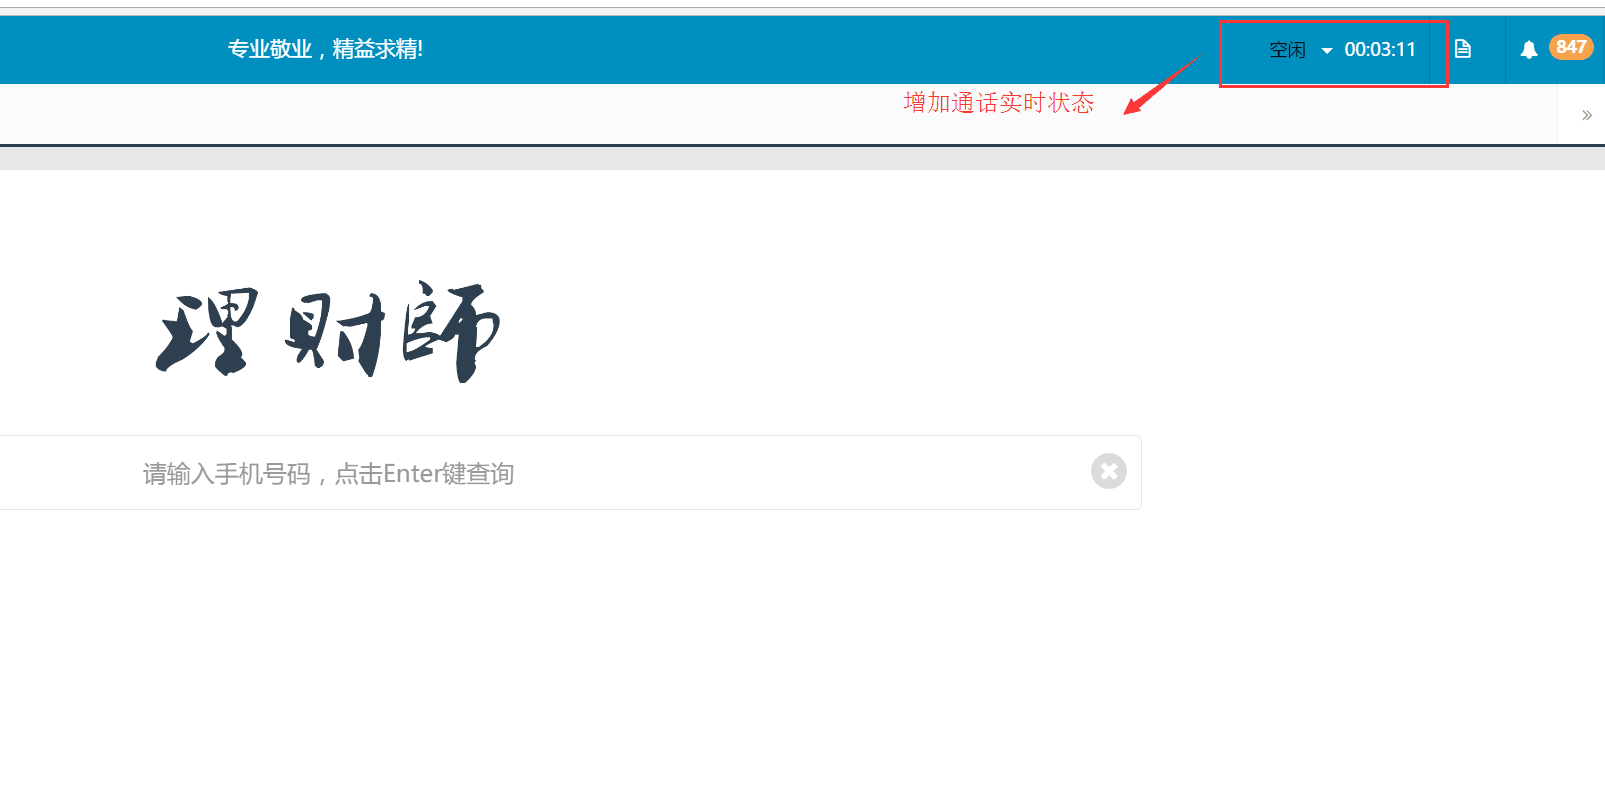 专业敬业，精益求精!
空闲 00:03:11
847
增加通话实时状态
理财師
请输入手机号码，点击Enter键查询